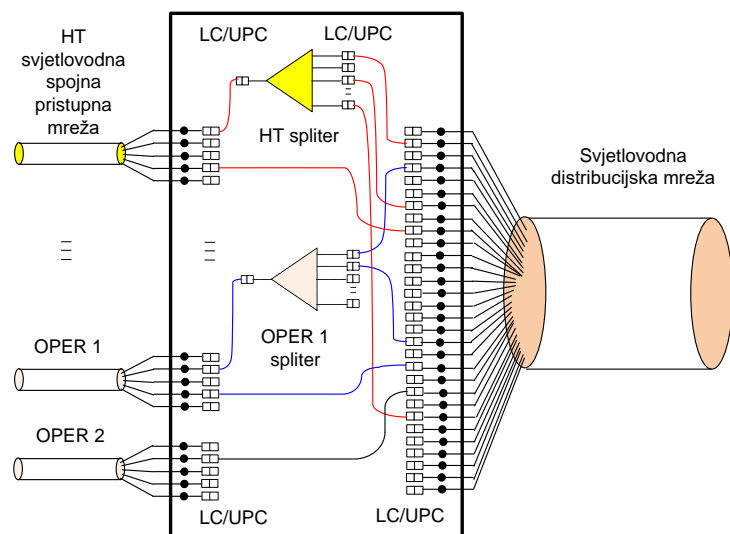 LC/UPC
LC/UPC
HT
svjetlovodna
spojna
pristupna
mreža
HT spliter
Svjetlovodna
distribucijska mreža
OPER 1
OPER 1
spliter
OPER 2
LC/UPC
LC/UPC